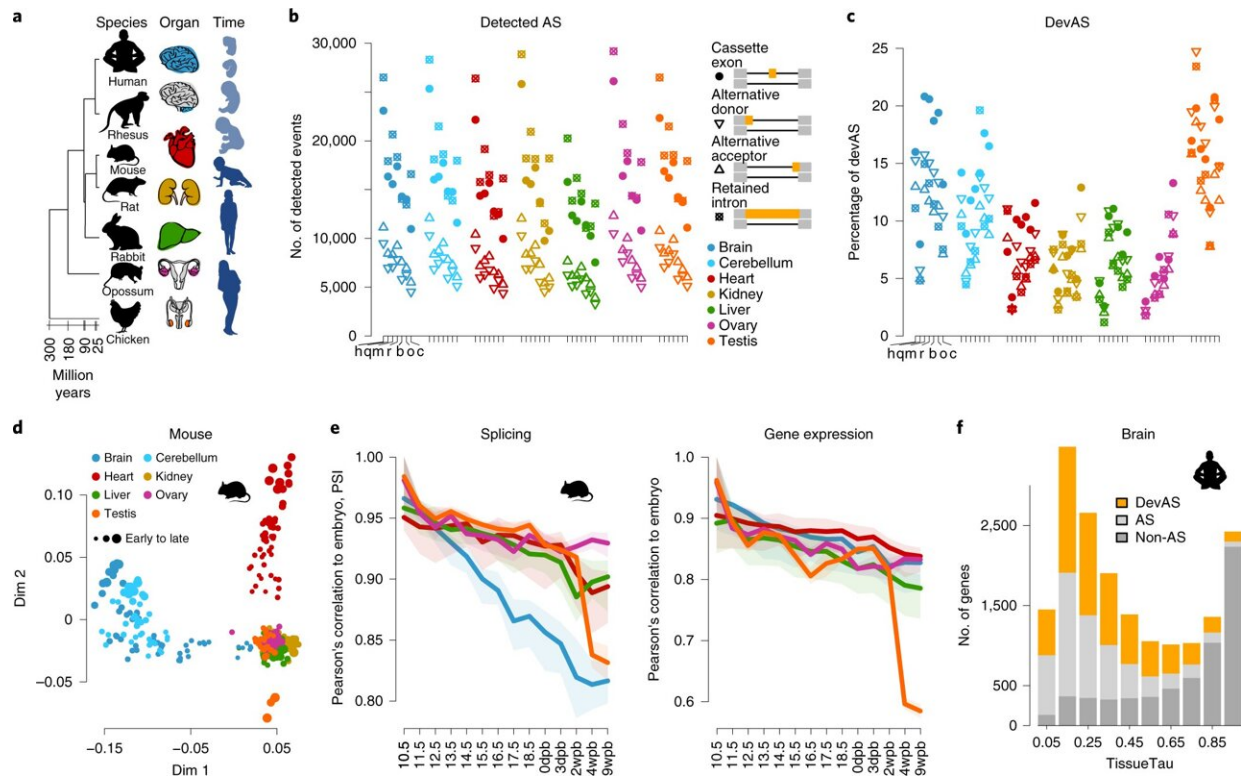 a
Species Organ Time
Human
Rhesus
Mouse
Rat
Rabbit
Opossum
Chicken
300
180
90
25
Million
years
b
Detected AS
No. of detected events
30,000
25,000
20,000
15,000
10,000
5,000
0
hqmrboc
Cassette
exon
Alternative
donor
Alternative
acceptor
Retained
intron
Brain
Cerebellum
Heart
Kidney
Liver
Ovary
Testis
c
DevAS
Percentage of devAS
25
20
15
10
5
0
hqmrboc
d
Mouse
Brain Cerebellum
Heart Kidney
Liver Ovary
Testis
Early to late
Dim 2
0.10
0.05
0
−0.05
−0.15 −0.05 0.05
Dim 1
e
Splicing
Pearson's correlation to embryo, PSI
1.00
0.95
0.90
0.85
0.80
10.5
11.5
12.5
13.5
14.5
15.5
16.5
17.5
18.5
0dpb
3dpb
2wpb
4wpb
9wpb
Gene expression
Pearson's correlation to embryo
1.0
0.9
0.8
0.7
0.6
10.5
11.5
12.5
13.5
14.5
15.5
16.5
17.5
18.5
0dpb
3dpb
2wpb
4wpb
9wpb
f
Brain
DevAS
AS
Non-AS
No. of genes
2,500
1,500
500
0
0.05 0.25 0.45 0.65 0.85
TissueTau